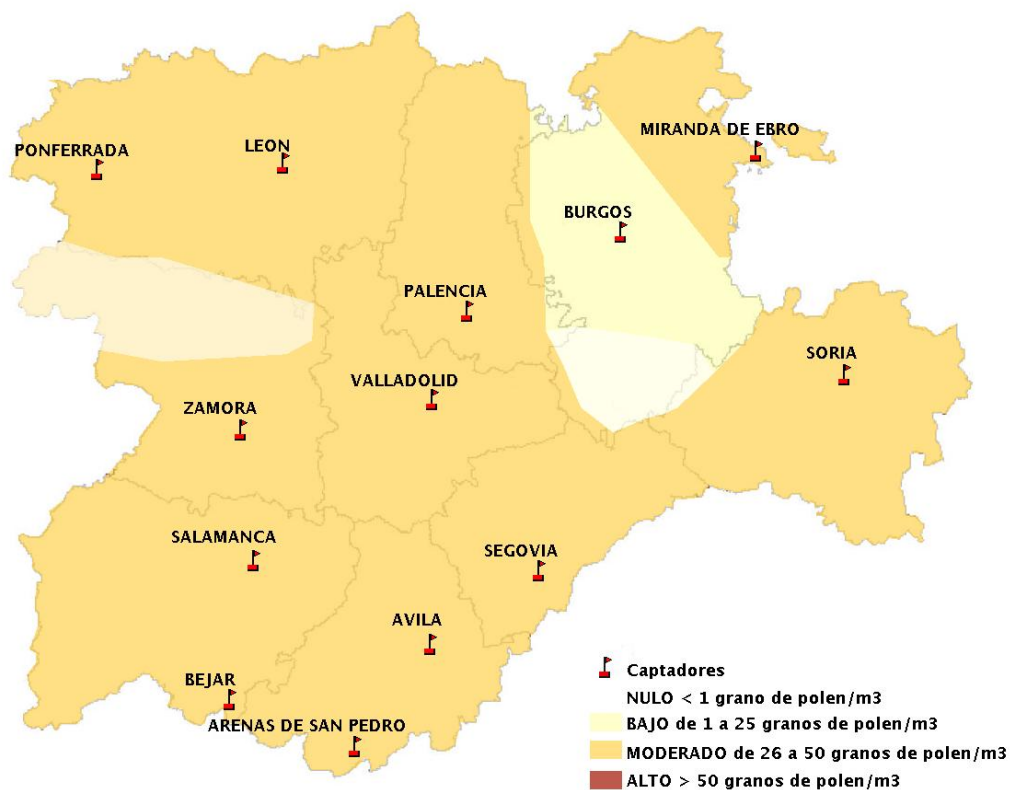 MIRANDA DE EBRO
PONFERRADA
LEON
BURGOS
PALENCIA
SORIA
VALLADOLID
ZAMORA
SALAMANCA
SEGOVIA
AVILA
BEJAR
ARENAS DE SAN PEDRO
Captadores
NULO < 1 grano de polen/m3
BAJO de 1 a 25 granos de polen/m3
MODERADO de 26 a 50 granos de polen/m3
ALTO > 50 granos de polen/m3